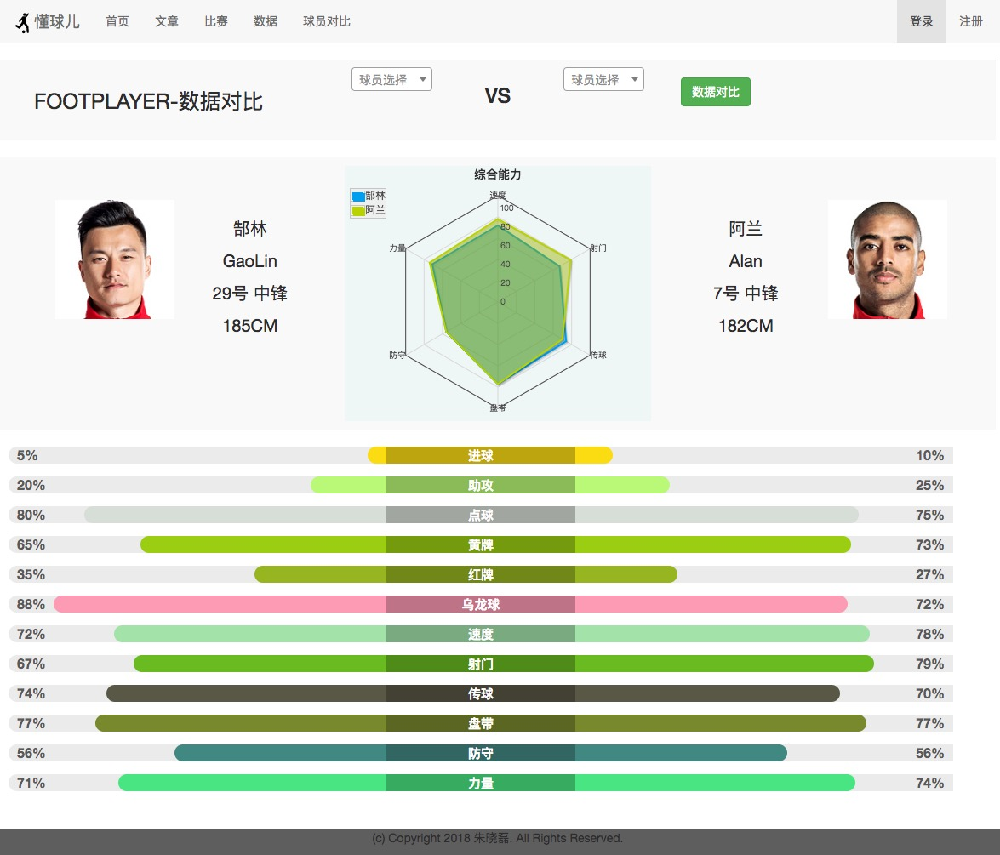 懂球儿 首页 文章 比赛 数据 球员对比 登录 注册
FOOTPLAYER-数据对比 球员选择 VS 球员选择 数据对比
郜林
GaoLin
29号 中锋
185CM
综合能力
郜林
阿兰
速度
100
80
60
40
20
0
力量 射门
防守 传球
盘带
阿兰
Alan
7号 中锋
182CM
5% 进球 10%
20% 助攻 25%
80% 点球 75%
65% 黄牌 73%
35% 红牌 27%
88% 乌龙球 72%
72% 速度 78%
67% 射门 79%
74% 传球 70%
77% 盘带 77%
56% 防守 56%
71% 力量 74%
(c) Copyright 2018 朱晓磊. All Rights Reserved.